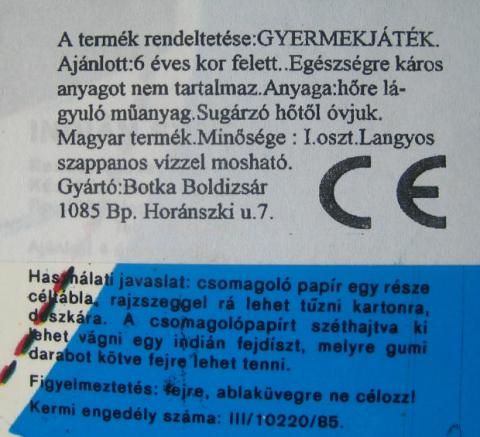 A termék rendeltetése:GYERMEKJÁTÉK.
Ajánlott:6 éves kor felett..Egészségre káros
anyagot nem tartalmaz.Anyaga:hőre lá-
gyuló műanyag.Sugárzó hőtől óvjuk.
Magyar termék.Minősége : I.oszt.Langyos
szappanos vízzel mosható.
Gyártó:Botka Boldizsár
1085 Bp. Horánszki u.7.
CE
Használati javaslat: csomagoló papír egy része
céltábla, rajzszeggel rá lehet tűzni kartonra,
deszkára. A csomagolópapírt széthajtva ki
lehet vágni egy indián fejdíszt, melyre gumi
darabot kötve fejre lehet tenni.
Figyelmeztetés: fejre, ablaküvegre ne célozz!
Kermi engedély száma: III/10220/85.